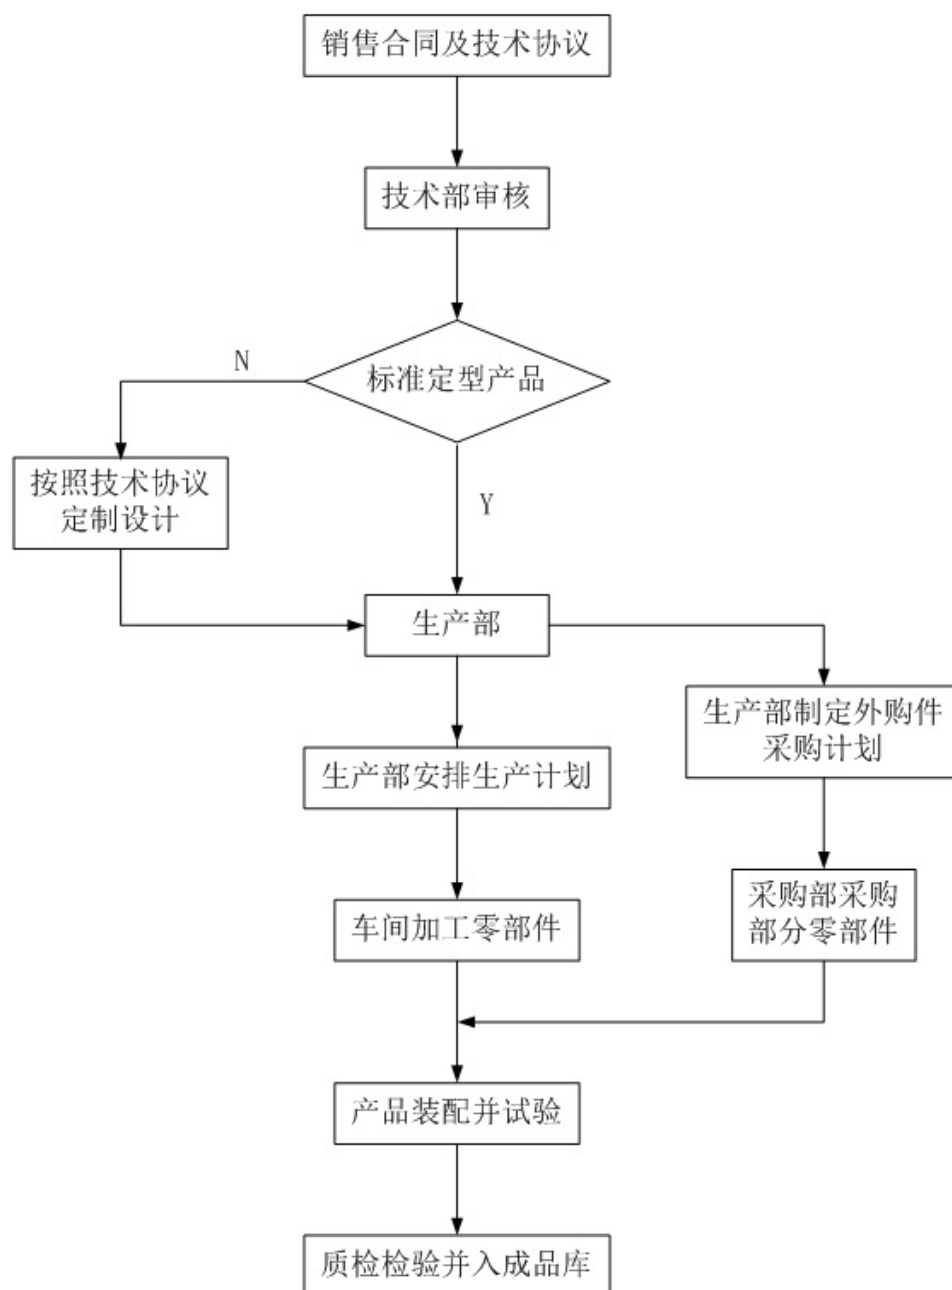 销售合同及技术协议
技术部审核
标准定型产品
N
Y
按照技术协议
定制设计
生产部
生产部制定外购件
采购计划
生产部安排生产计划
采购部采购
部分零部件
车间加工零部件
产品装配并试验
质检检验并入成品库